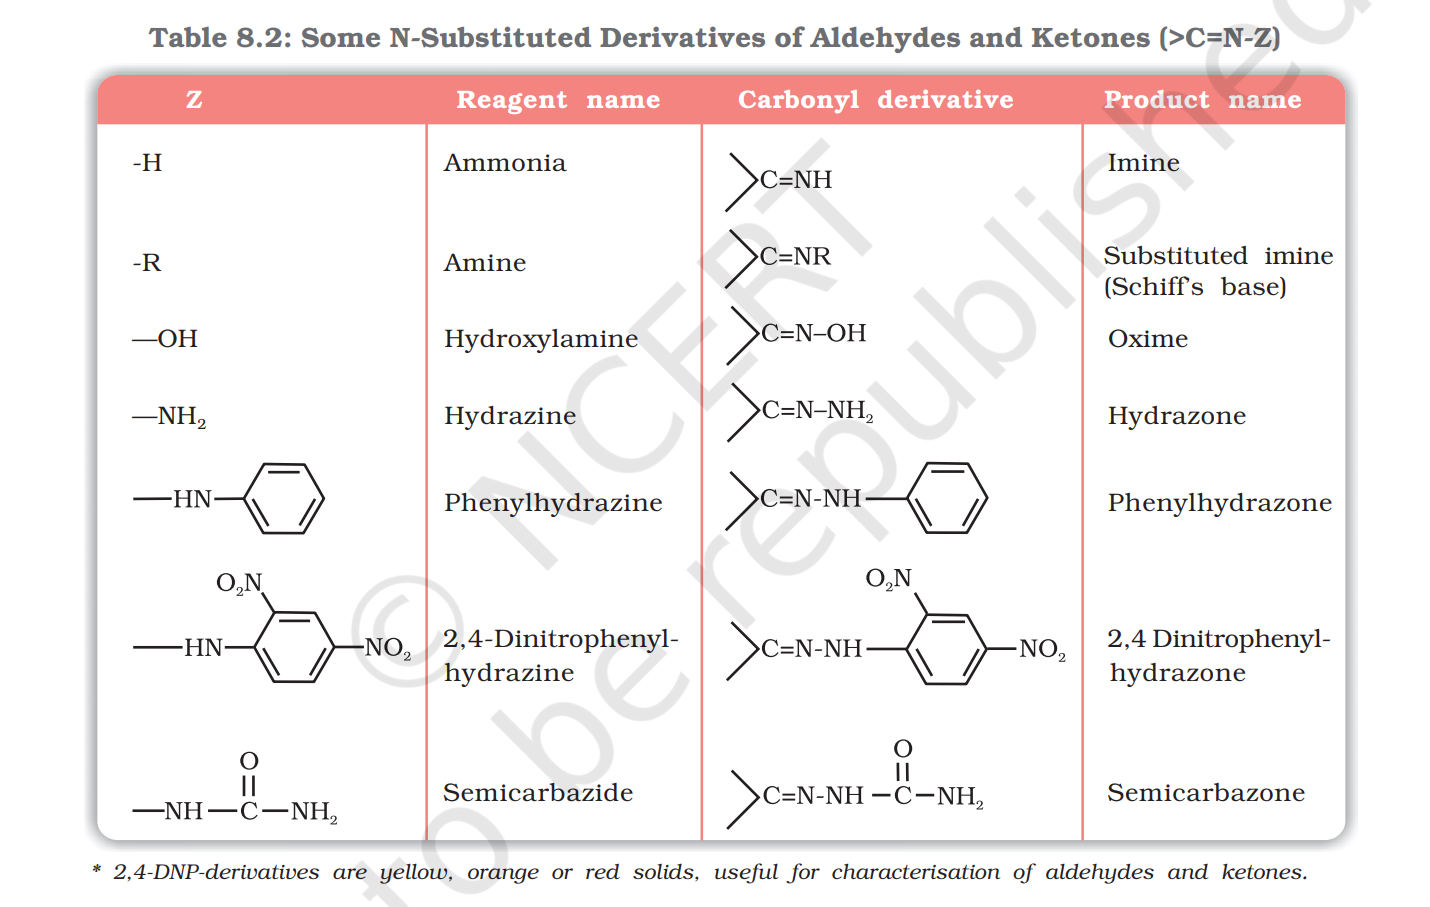 Table 8.2: Some N-Substituted Derivatives of Aldehydes and Ketones (>C=N-Z)
Z Reagent name Carbonyl derivative Product name
-H Ammonia C=NH Imine
-R Amine C=NR Substituted imine
(Schiff's base)
—OH Hydroxylamine C=N–OH Oxime
—NH₂ Hydrazine C=N–NH₂ Hydrazone
HN Phenylhydrazine C=N-NH Phenylhydrazone
O₂N O₂N
HN NO₂ 2,4-Dinitrophenyl- C=N-NH NO₂ 2,4 Dinitrophenyl-
hydrazine hydrazone
O O
—NH—C—NH₂ Semicarbazide C=N-NH—C—NH₂ Semicarbazone
* 2,4-DNP-derivatives are yellow, orange or red solids, useful for characterisation of aldehydes and ketones.
© NCERT
to be republished